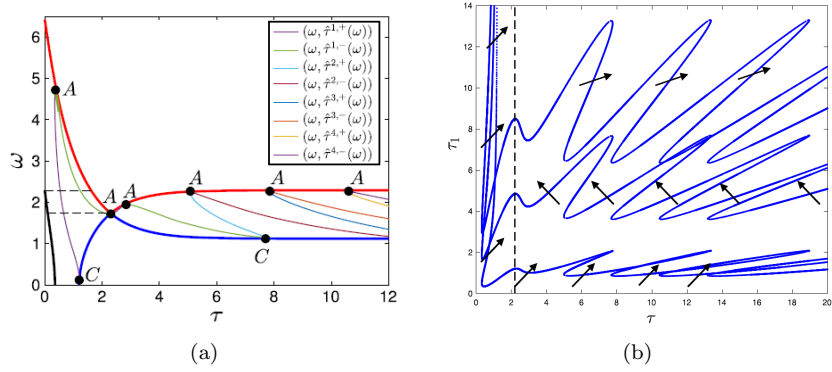 6
5
4
3
2
1
0
ω
0
2
4
6
8
10
12
τ
A
A
A
A
A
A
C
C
(ω, τ̂^{1,+}(ω))
(ω, τ̂^{1,−}(ω))
(ω, τ̂^{2,+}(ω))
(ω, τ̂^{2,−}(ω))
(ω, τ̂^{3,+}(ω))
(ω, τ̂^{3,−}(ω))
(ω, τ̂^{4,+}(ω))
(ω, τ̂^{4,−}(ω))
(a)
14
12
10
8
6
4
2
0
τ₁
0
2
4
6
8
10
12
14
16
18
20
τ
(b)